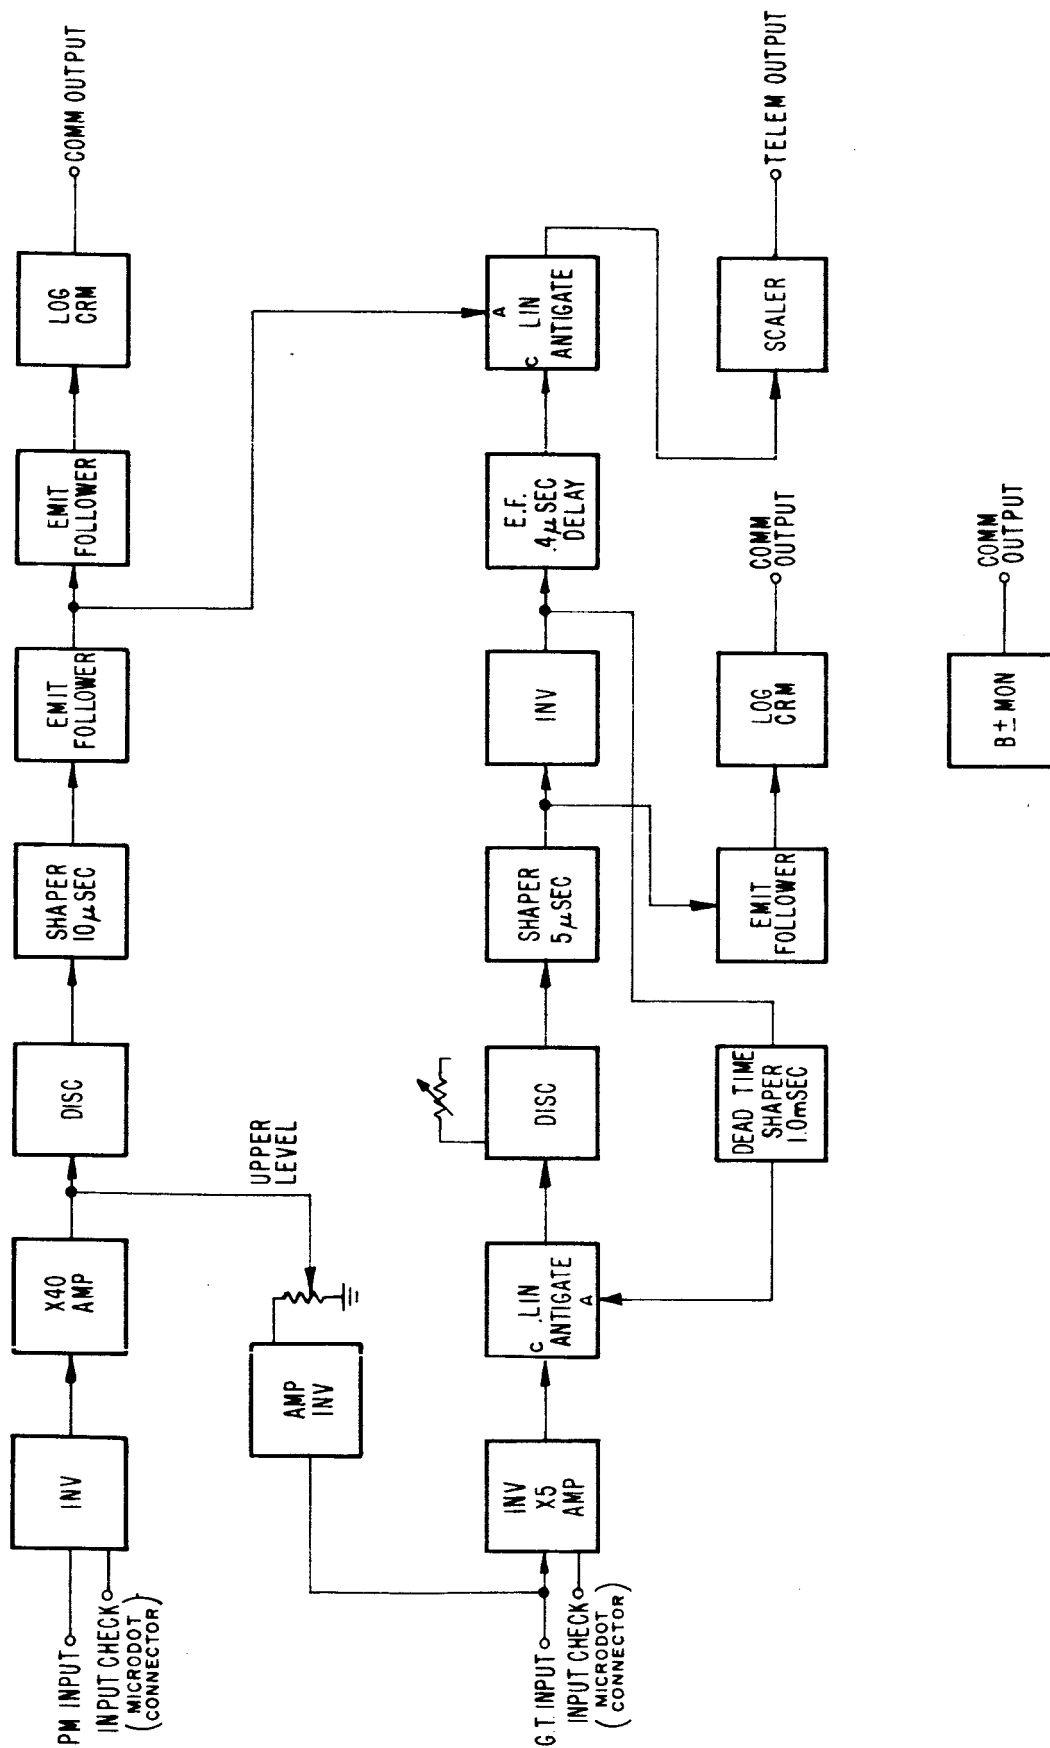 PM INPUT
INPUT CHECK
(MICRODOT
CONNECTOR)
INV
X40
AMP
DISC
SHAPER
10μSEC
EMIT
FOLLOWER
EMIT
FOLLOWER
LOG
CRM
COMM OUTPUT
AMP
INV
UPPER
LEVEL
G.T. INPUT
INPUT CHECK
(MICRODOT
CONNECTOR)
INV
X5
AMP
C LIN
ANTIGATE
A
DISC
SHAPER
5μSEC
INV
E.F.
.4μSEC
DELAY
A
C LIN
ANTIGATE
DEAD TIME
SHAPER
1.0mSEC
EMIT
FOLLOWER
LOG
CRM
COMM
OUTPUT
SCALER
TELEM OUTPUT
B± MON
COMM
OUTPUT